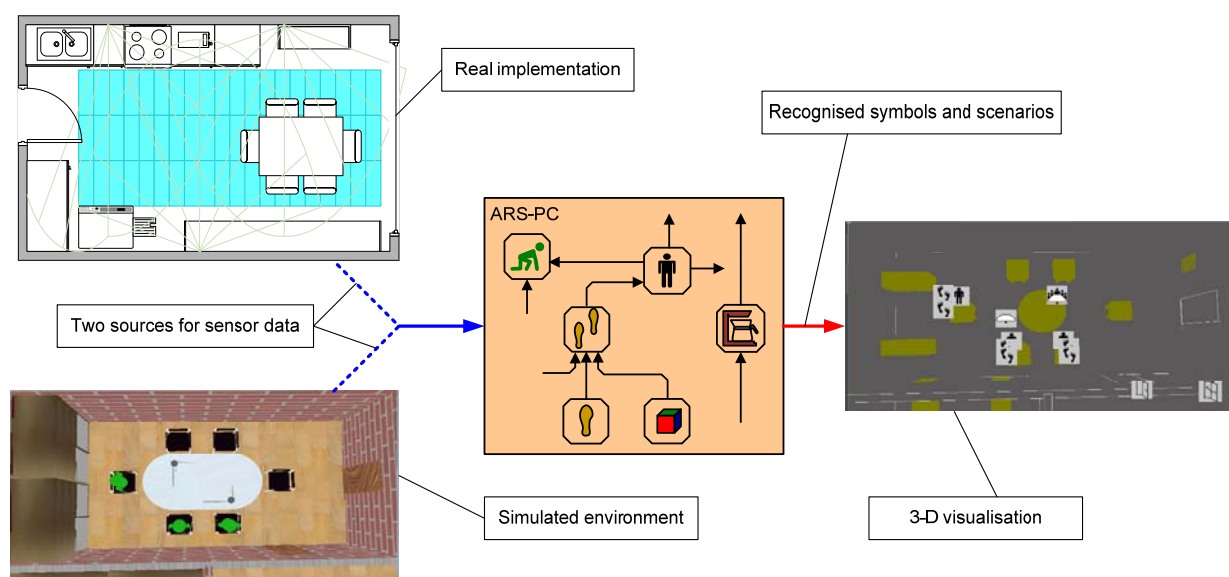 Real implementation
Recognised symbols and scenarios
ARS-PC
Two sources for sensor data
Simulated environment
3-D visualisation